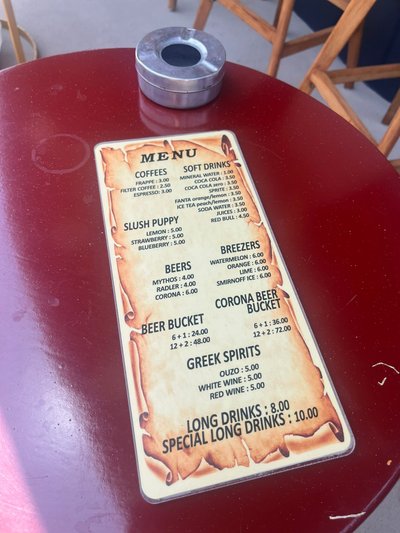 MENU
COFFEES
FRAPPE : 3.00
FILTER COFFEE : 2.50
ESPRESSO: 3.00
SOFT DRINKS
MINERAL WATER : 2.00
COCA COLA : 3.50
COCA COLA zero : 3.50
SPRITE : 3.50
FANTA orange/lemon : 3.50
ICE TEA peach/lemon : 3.50
SODA WATER : 3.50
JUICES : 3.00
RED BULL : 4.50
SLUSH PUPPY
LEMON : 5.00
STRAWBERRY : 5.00
BLUEBERRY : 5.00
BEERS
MYTHOS : 4.00
RADLER : 4.00
CORONA : 6.00
BREEZERS
WATERMELON : 6.00
ORANGE : 6.00
LIME : 6.00
SMIRNOFF ICE : 6.00
BEER BUCKET
6 + 1 : 24.00
12 + 2 : 48.00
CORONA BEER
BUCKET
6 + 1 : 36.00
12 + 2 : 72.00
GREEK SPIRITS
OUZO : 5.00
WHITE WINE : 5.00
RED WINE : 5.00
LONG DRINKS : 8.00
SPECIAL LONG DRINKS : 10.00